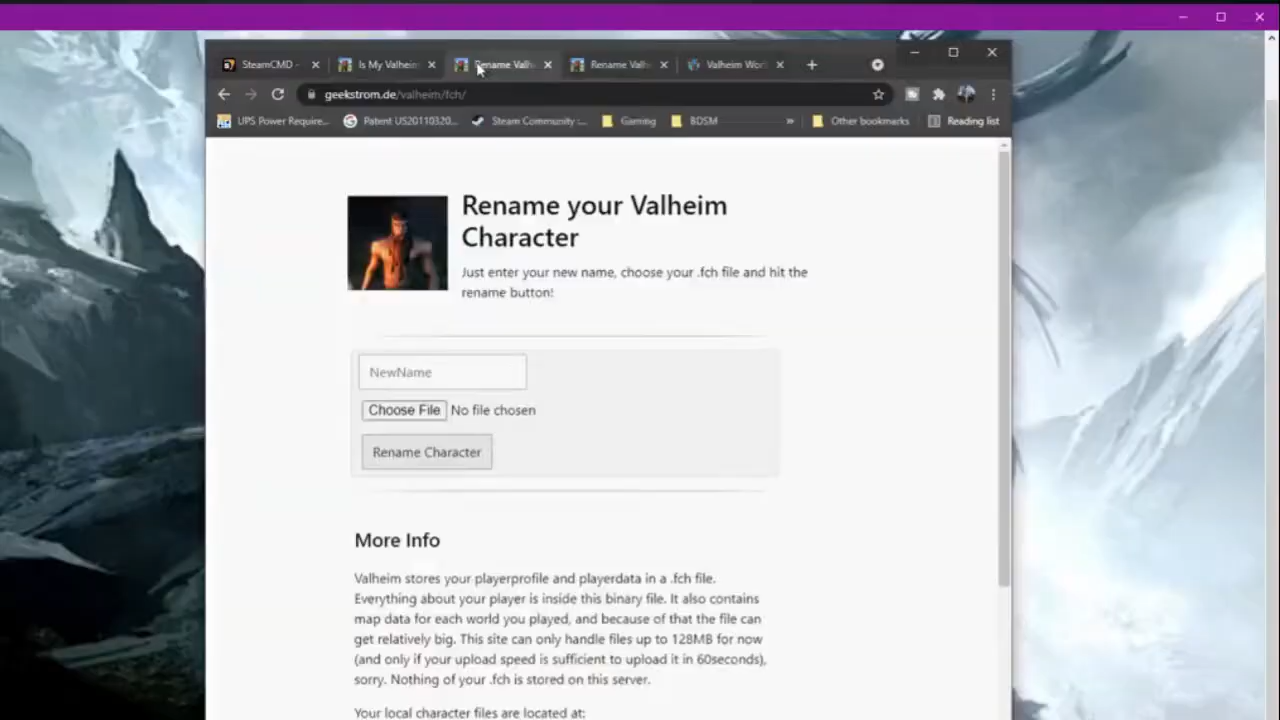 SteamCMD -
Is My Valheim
Rename Valh
Rename Valh
Valheim Worl
geekstrom.de/valheim/fch/
UPS Power Require...
Patent US20110320...
Steam Community :...
Gaming
BDSM
»
Other bookmarks
Reading list
Rename your Valheim
Character
Just enter your new name, choose your .fch file and hit the
rename button!
NewName
Choose File No file chosen
Rename Character
More Info
Valheim stores your playerprofile and playerdata in a .fch file.
Everything about your player is inside this binary file. It also contains
map data for each world you played, and because of that the file can
get relatively big. This site can only handle files up to 128MB for now
(and only if your upload speed is sufficient to upload it in 60seconds),
sorry. Nothing of your .fch is stored on this server.
Your local character files are located at: